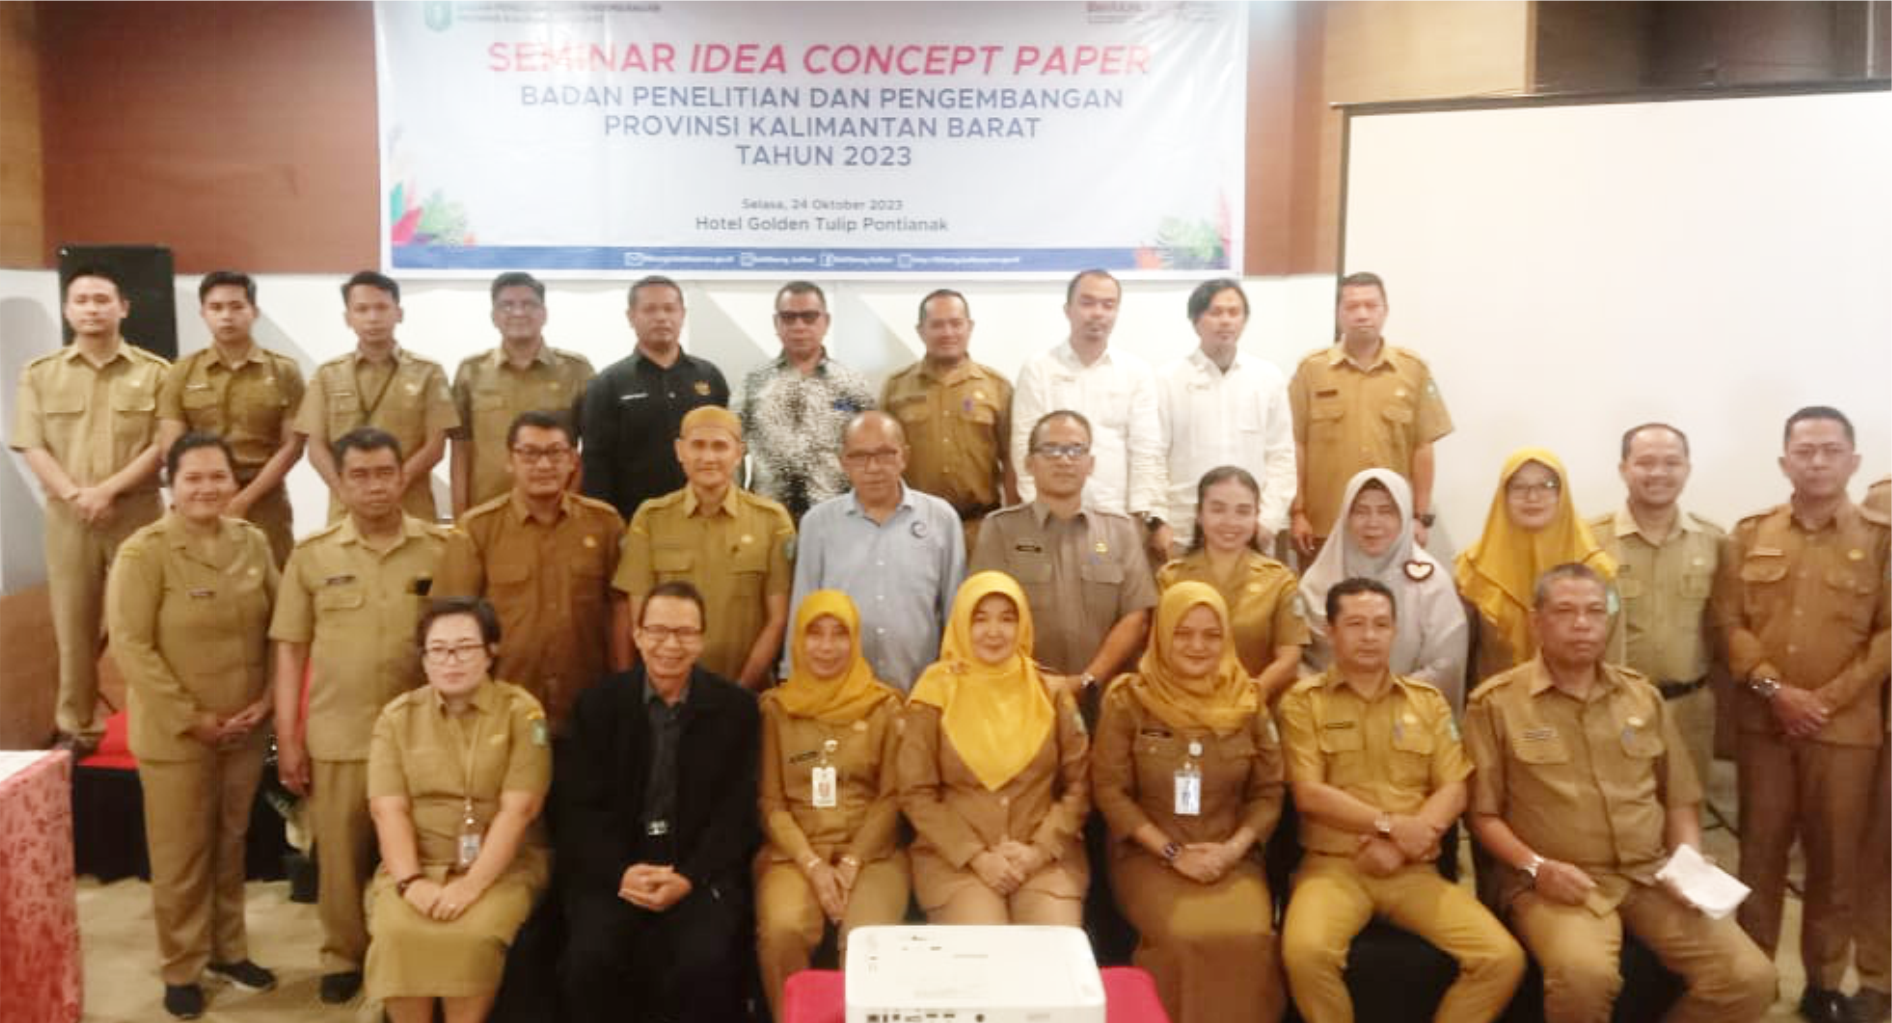 SEMINAR IDEA CONCEPT PAPER
BADAN PENELITIAN DAN PENGEMBANGAN
PROVINSI KALIMANTAN BARAT
TAHUN 2023
Selasa, 24 Oktober 2023
Hotel Golden Tulip Pontianak